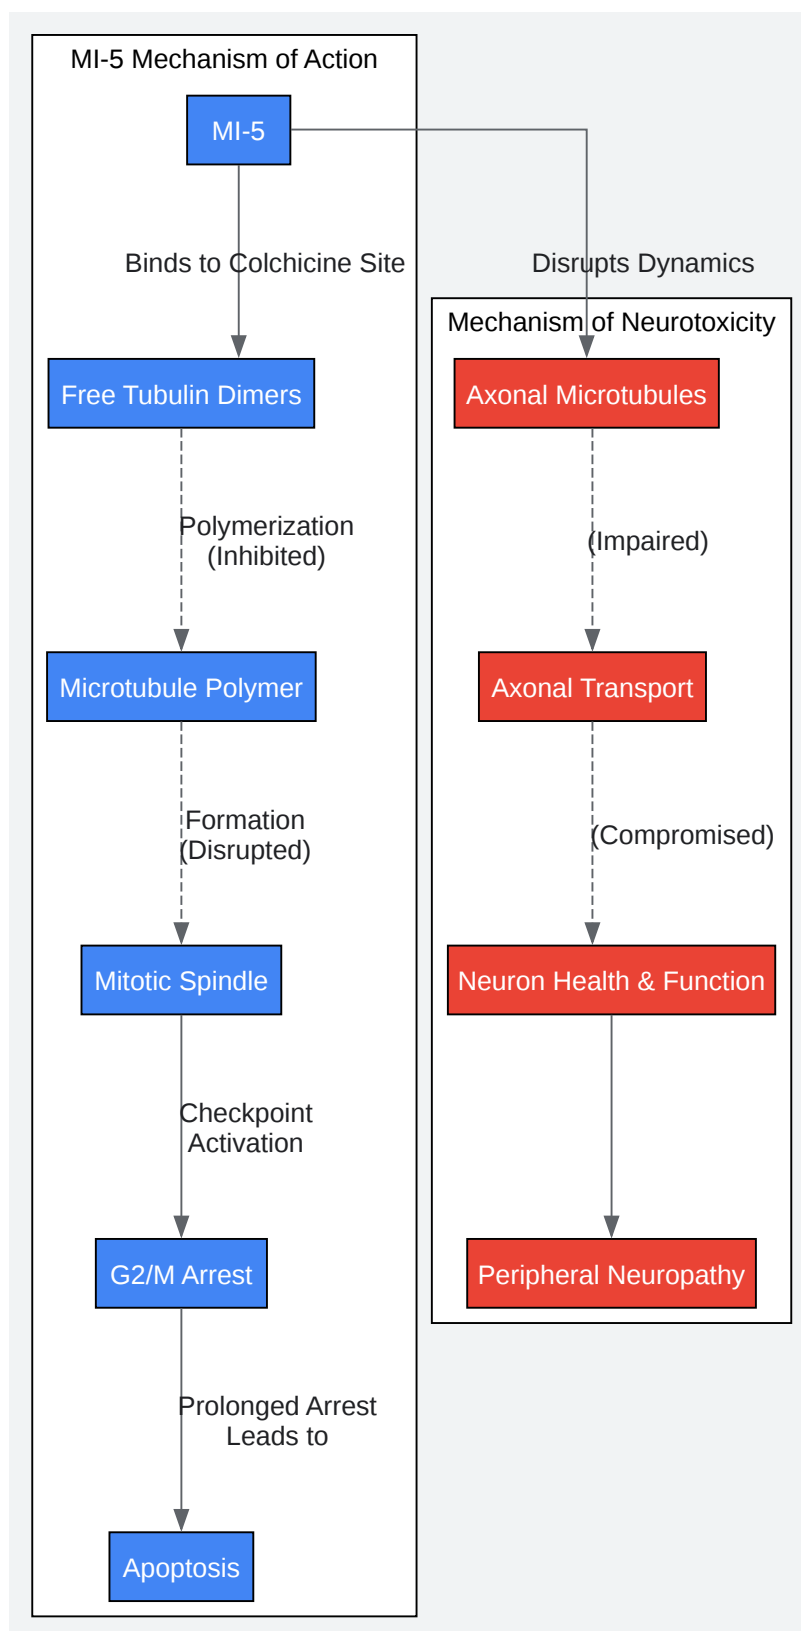 MI-5 Mechanism of Action
MI-5
Binds to Colchicine Site
Free Tubulin Dimers
Polymerization
(Inhibited)
Microtubule Polymer
Formation
(Disrupted)
Mitotic Spindle
Checkpoint
Activation
G2/M Arrest
Prolonged Arrest
Leads to
Apoptosis
Disrupts Dynamics
Mechanism of Neurotoxicity
Axonal Microtubules
(Impaired)
Axonal Transport
(Compromised)
Neuron Health & Function
Peripheral Neuropathy